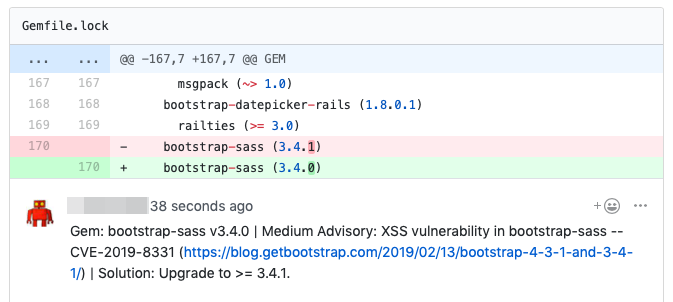 Gemfile.lock
... ... @@ -167,7 +167,7 @@ GEM
167 167 msgpack (~> 1.0)
168 168 bootstrap-datepicker-rails (1.8.0.1)
169 169 railties (>= 3.0)
170 - bootstrap-sass (3.4.1)
170 + bootstrap-sass (3.4.0)
38 seconds ago
Gem: bootstrap-sass v3.4.0 | Medium Advisory: XSS vulnerability in bootstrap-sass --
CVE-2019-8331 (https://blog.getbootstrap.com/2019/02/13/bootstrap-4-3-1-and-3-4-
1/) | Solution: Upgrade to >= 3.4.1.